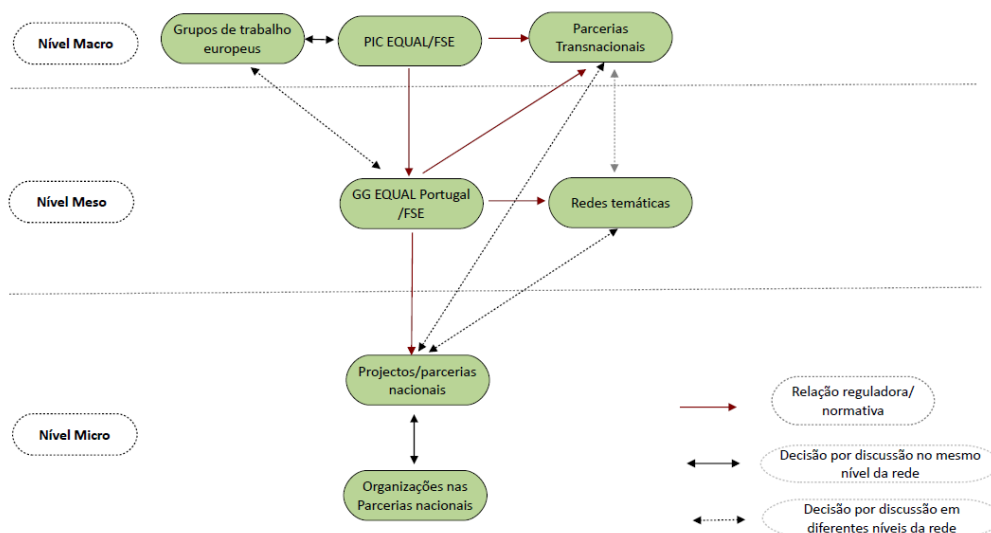 Nível Macro
Grupos de trabalho
europeus
PIC EQUAL/FSE
Parcerias
Transnacionais
Nível Meso
GG EQUAL Portugal
/FSE
Redes temáticas
Projectos/parcerias
nacionais
Nível Micro
Organizações nas
Parcerias nacionais
Relação reguladora/
normativa
Decisão por discussão no mesmo
nível da rede
Decisão por discussão em
diferentes níveis da rede